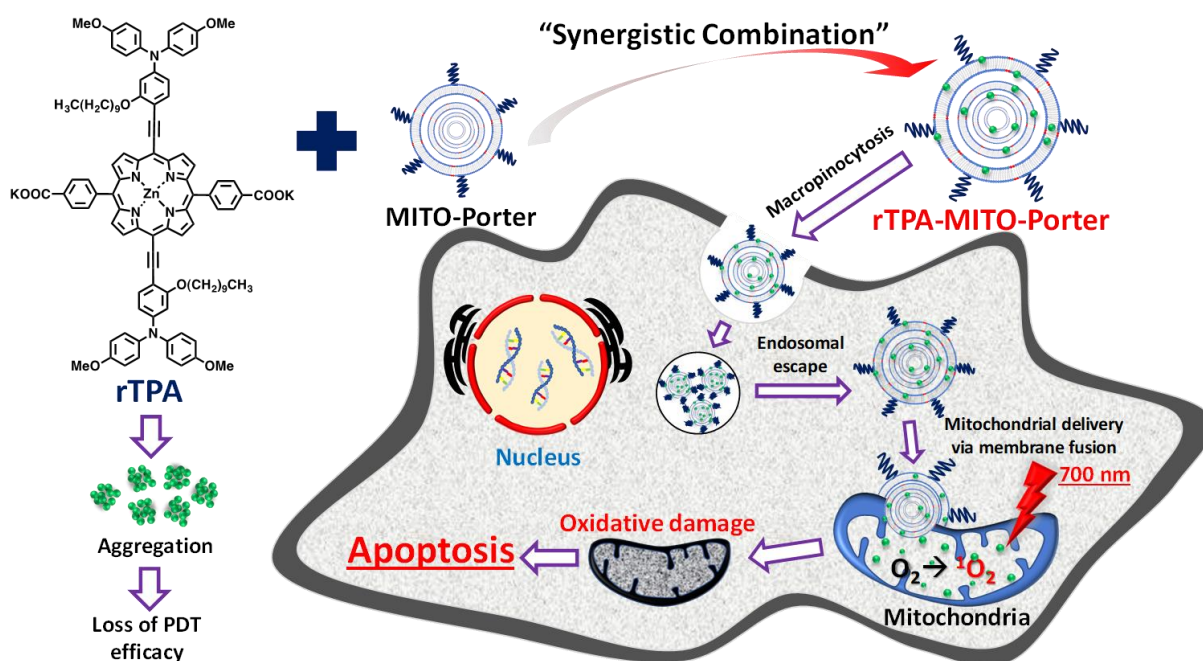 MeO
OMe
N
H₃C(H₂C)₉O
KOOC
N
N
Zn
N
N
COOK
O(CH₂)₉CH₃
N
MeO
OMe
rTPA
Aggregation
Loss of PDT
efficacy
MITO-Porter
“Synergistic Combination”
rTPA-MITO-Porter
Macropinocytosis
Nucleus
Endosomal
escape
Mitochondrial delivery
via membrane fusion
700 nm
O₂→ ¹O₂
Mitochondria
Oxidative damage
Apoptosis